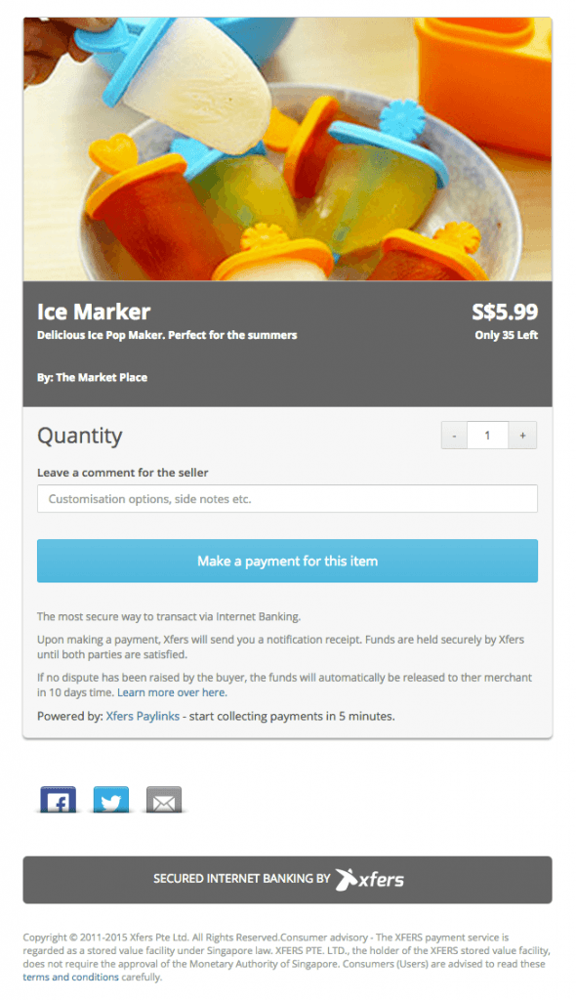 Ice Marker
S$5.99
Delicious Ice Pop Maker. Perfect for the summers
Only 35 Left
By: The Market Place
Quantity
- 1 +
Leave a comment for the seller
Customisation options, side notes etc.
Make a payment for this item
The most secure way to transact via Internet Banking.
Upon making a payment, Xfers will send you a notification receipt. Funds are held securely by Xfers
until both parties are satisfied.
If no dispute has been raised by the buyer, the funds will automatically be released to ther merchant
in 10 days time. Learn more over here.
Powered by: Xfers Paylinks - start collecting payments in 5 minutes.
SECURED INTERNET BANKING BY xfers
Copyright © 2011-2015 Xfers Pte Ltd. All Rights Reserved.Consumer advisory - The XFERS payment service is
regarded as a stored value facility under Singapore law. XFERS PTE. LTD., the holder of the XFERS stored value facility,
does not require the approval of the Monetary Authority of Singapore. Consumers (Users) are advised to read these
terms and conditions carefully.